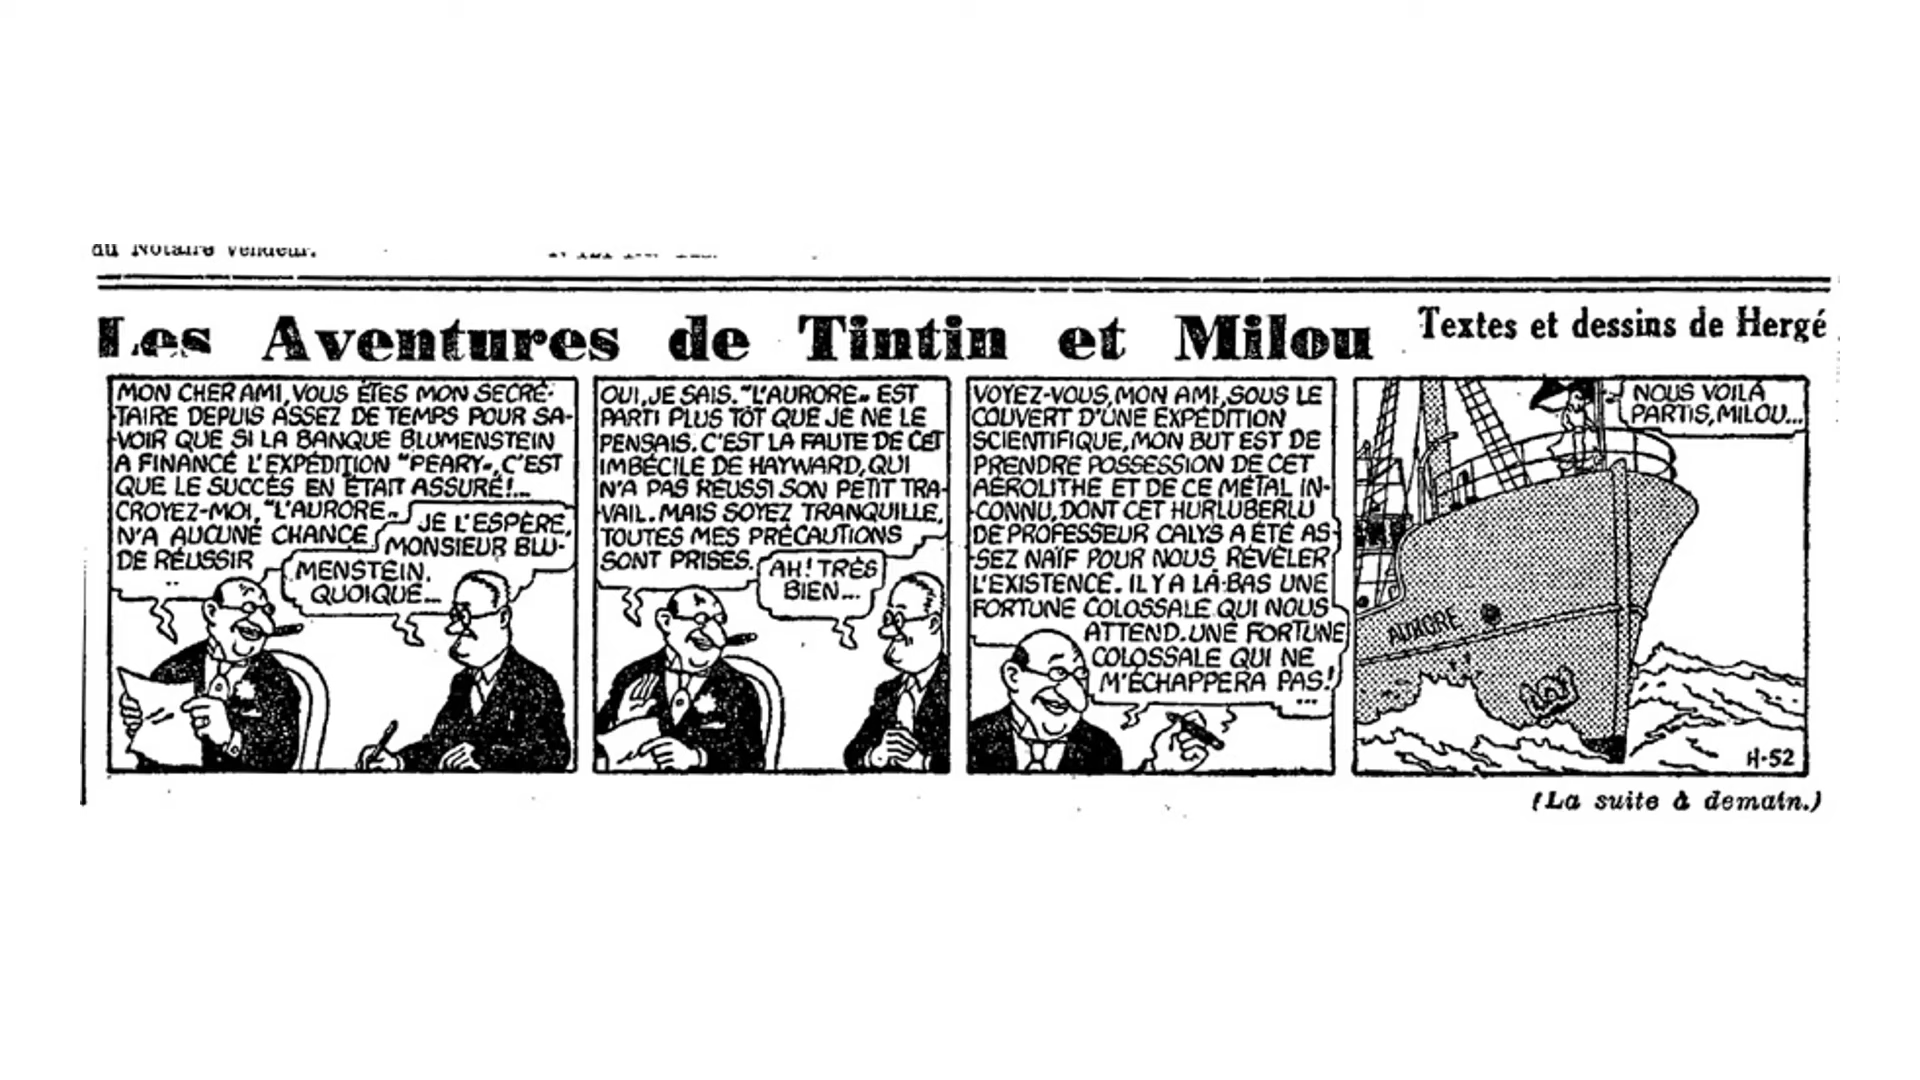 du Notaire vendeur.
Les Aventures de Tintin et Milou
Textes et dessins de Hergé
MON CHER AMI, VOUS ÊTES MON SECRÉ-
TAIRE DEPUIS ASSEZ DE TEMPS POUR SA-
VOIR QUE SI LA BANQUE BLUMENSTEIN
A FINANCÉ L'EXPÉDITION "PEARY", C'EST
QUE LE SUCCÈS EN ÉTAIT ASSURÉ!...
CROYEZ-MOI, "L'AURORE"
N'A AUCUNE CHANCE
DE RÉUSSIR
JE L'ESPÈRE,
MONSIEUR BLU-
MENSTEIN.
QUOIQUE...
OUI, JE SAIS. "L'AURORE" EST
PARTI PLUS TÔT QUE JE NE LE
PENSAIS. C'EST LA FAUTE DE CET
IMBÉCILE DE HAYWARD, QUI
N'A PAS RÉUSSI SON PETIT TRA-
VAIL. MAIS SOYEZ TRANQUILLE,
TOUTES MES PRÉCAUTIONS
SONT PRISES.
AH! TRÈS
BIEN...
VOYEZ-VOUS, MON AMI, SOUS LE
COUVERT D'UNE EXPÉDITION
SCIENTIFIQUE, MON BUT EST DE
PRENDRE POSSESSION DE CET
AÉROLITHE ET DE CE MÉTAL IN-
CONNU, DONT CET HURLUBERLU
DE PROFESSEUR CALYS A ÉTÉ AS-
SEZ NAÏF POUR NOUS RÉVÉLER
L'EXISTENCE. IL Y A LÀ-BAS UNE
FORTUNE COLOSSALE QUI NOUS
ATTEND. UNE FORTUNE
COLOSSALE QUI NE
M'ÉCHAPPERA PAS!
...
NOUS VOILÀ
PARTIS, MILOU...
AURORE
H-52
(La suite à demain.)